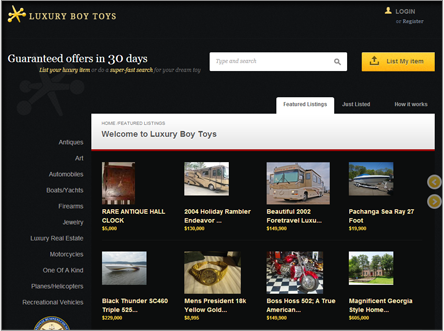 LUXURY BOY TOYS
LOGIN
or Register
Guaranteed offers in 30 days
List your luxury item or do a super-fast search for your dream toy
Type and search
List My Item
Featured Listings
Just Listed
How it works
HOME FEATURED LISTINGS
Welcome to Luxury Boy Toys
Antiques
Art
Automobiles
Boats/Yachts
Firearms
Jewelry
Luxury Real Estate
Motorcycles
One Of A Kind
Planes/Helicopters
Recreational Vehicles
RARE ANTIQUE HALL
CLOCK
$5,000
2004 Holiday Rambler
Endeavor ...
$130,000
Beautiful 2002
Foretravel Luxu...
$149,900
Pachanga Sea Ray 27
Foot
$19,900
Black Thunder SC460
Triple 525...
$229,000
Mens President 18k
Yellow Gold...
$8,995
Boss Hoss 502; A True
American...
$149,900
Magnificent Georgia
Style Home...
$605,000